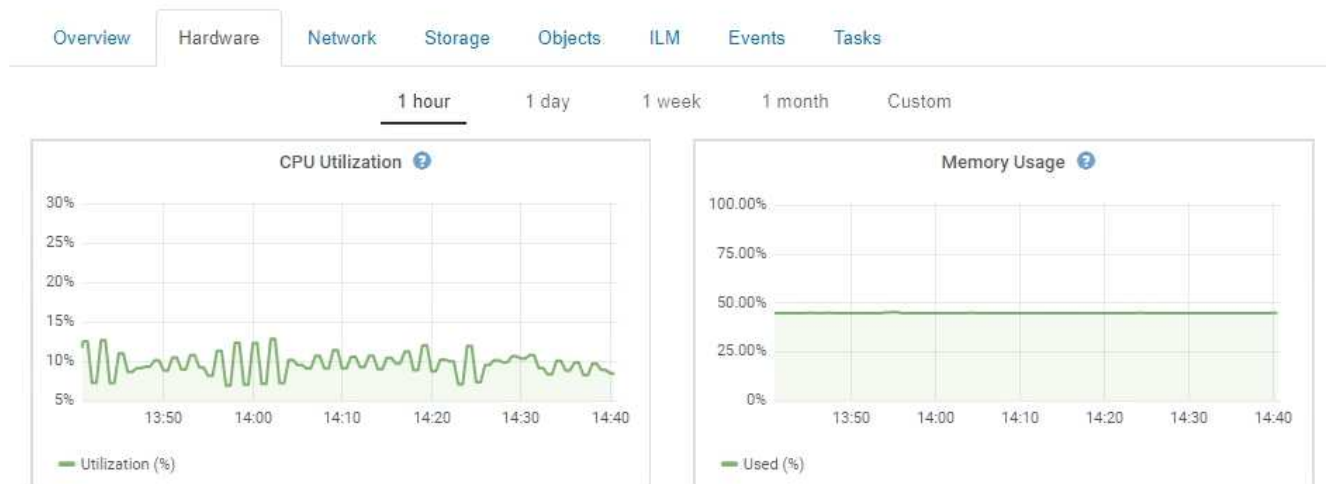 Overview Hardware Network Storage Objects ILM Events Tasks
1 hour 1 day 1 week 1 month Custom
CPU Utilization ?
30%
25%
20%
15%
10%
5%
13:50 14:00 14:10 14:20 14:30 14:40
Utilization (%)
Memory Usage ?
100.00%
75.00%
50.00%
25.00%
0%
13:50 14:00 14:10 14:20 14:30 14:40
Used (%)